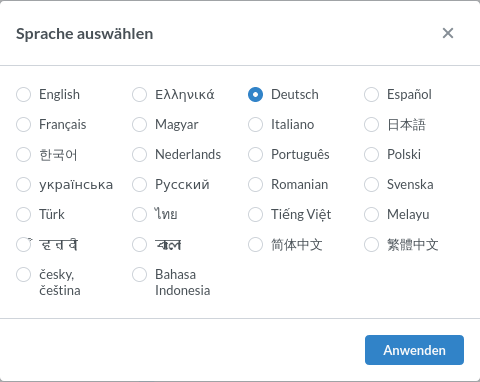 Sprache auswählen
English Ελληνικά Deutsch Español
Français Magyar Italiano 日本語
한국어 Nederlands Português Polski
українська Русский Romanian Svenska
Türk ไทย Tiếng Việt Melayu
简体中文 繁體中文
česky, čeština Bahasa Indonesia
Anwenden